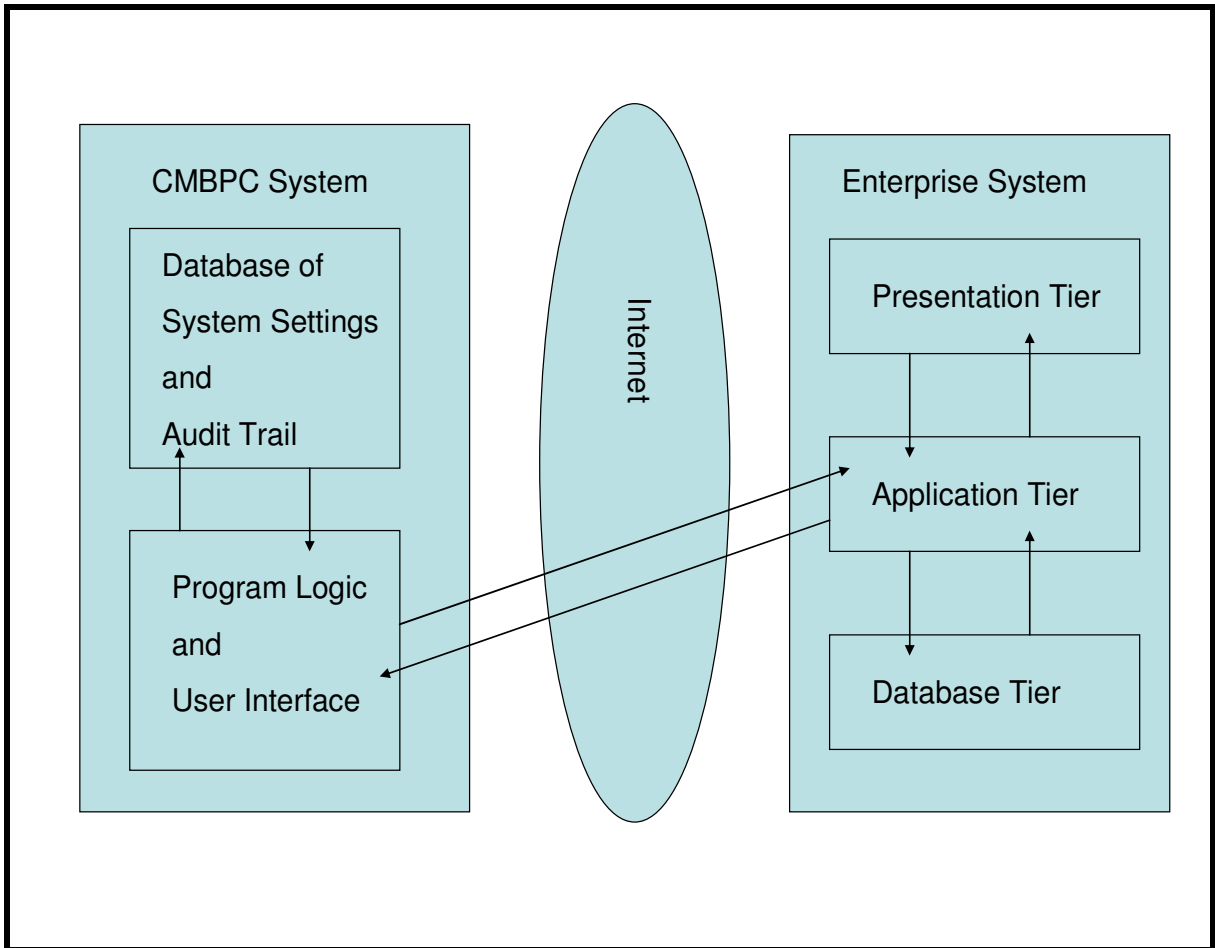 CMBPC System
Database of
System Settings
and
Audit Trail
Program Logic
and
User Interface
Internet
Enterprise System
Presentation Tier
Application Tier
Database Tier